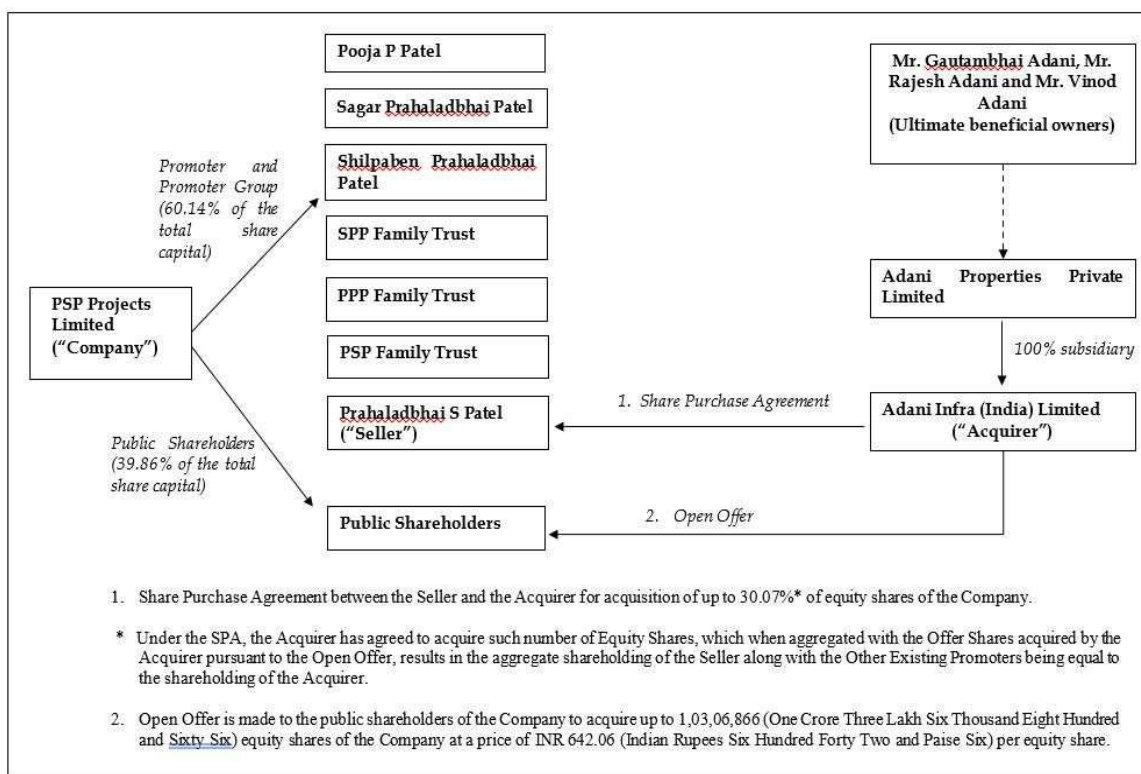 Pooja P Patel
Sagar Prahaladbhai Patel
Shilpaben Prahaladbhai
Patel
SPP Family Trust
PPP Family Trust
PSP Family Trust
Prahaladbhai S Patel
(“Seller”)
Public Shareholders
Promoter and
Promoter Group
(60.14% of the
total share
capital)
PSP Projects
Limited
(“Company”)
Public Shareholders
(39.86% of the total
share capital)
Mr. Gautambhai Adani, Mr.
Rajesh Adani and Mr. Vinod
Adani
(Ultimate beneficial owners)
Adani Properties Private
Limited
100% subsidiary
Adani Infra (India) Limited
(“Acquirer”)
1. Share Purchase Agreement
2. Open Offer
1. Share Purchase Agreement between the Seller and the Acquirer for acquisition of up to 30.07%* of equity shares of the Company.
* Under the SPA, the Acquirer has agreed to acquire such number of Equity Shares, which when aggregated with the Offer Shares acquired by the
Acquirer pursuant to the Open Offer, results in the aggregate shareholding of the Seller along with the Other Existing Promoters being equal to
the shareholding of the Acquirer.
2. Open Offer is made to the public shareholders of the Company to acquire up to 1,03,06,866 (One Crore Three Lakh Six Thousand Eight Hundred
and Sixty Six) equity shares of the Company at a price of INR 642.06 (Indian Rupees Six Hundred Forty Two and Paise Six) per equity share.